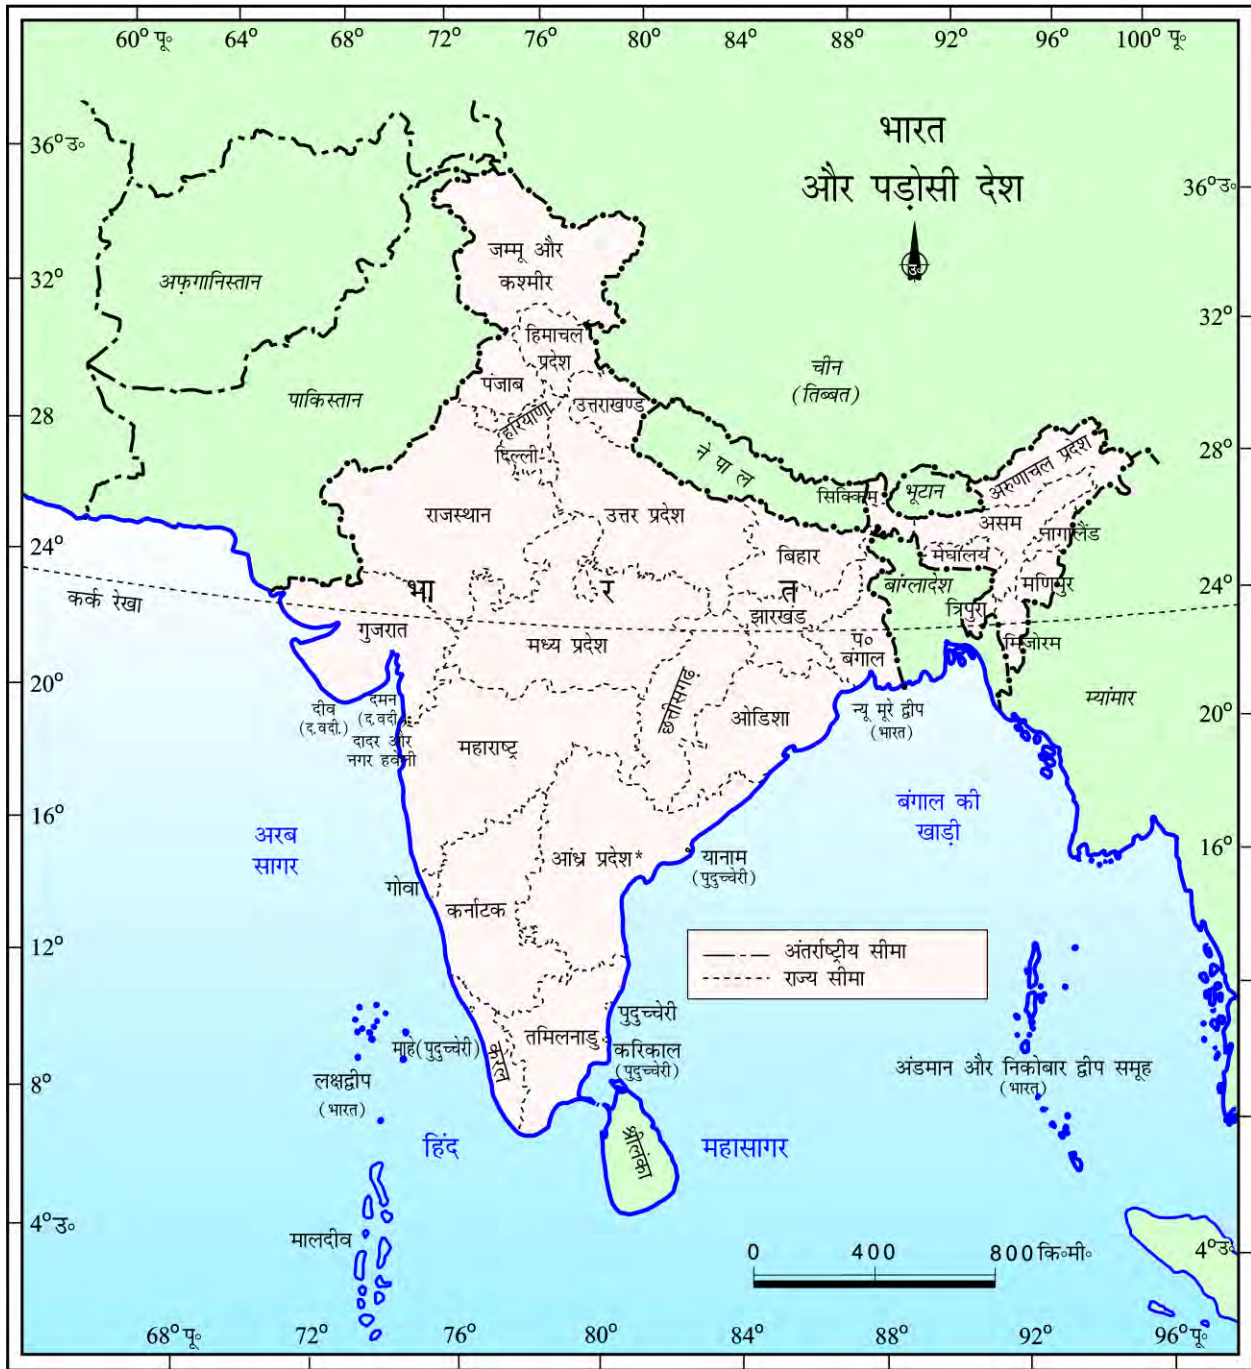 60° पू॰ 64° 68° 72° 76° 80° 84° 88° 92° 96° 100° पू॰
भारत
और पड़ोसी देश
उ॰
36° उ॰
36° उ॰
32°
32°
28°
28°
24°
24°
20°
20°
16°
16°
12°
8°
4° उ॰
4° उ॰
अफ़गानिस्तान
पाकिस्तान
चीन
(तिब्बत)
जम्मू और
कश्मीर
हिमाचल
प्रदेश
पंजाब
उत्तराखण्ड
हरियाणा
दिल्ली
नेपाल
सिक्किम
भूटान
अरुणाचल प्रदेश
राजस्थान
उत्तर प्रदेश
असम
नागालैंड
बिहार
मेघालय
मणिपुर
बांग्लादेश
भा र त
कर्क रेखा
त्रिपुरा
झारखंड
गुजरात
मध्य प्रदेश
प॰
बंगाल
मिज़ोरम
छत्तीसगढ़
म्यांमार
दीव
(द.वदी.)
दमन
(द.वदी.)
दादर और
नगर हवेली
महाराष्ट्र
ओडिशा
न्यू मूरे द्वीप
(भारत)
बंगाल की
खाड़ी
अरब
सागर
आंध्र प्रदेश*
यानाम
(पुदुच्चेरी)
गोवा
कर्नाटक
अंतर्राष्ट्रीय सीमा
राज्य सीमा
पुदुच्चेरी
तमिलनाडु
माहे(पुदुच्चेरी)
केरल
करिकाल
(पुदुच्चेरी)
लक्षद्वीप
(भारत)
अंडमान और निकोबार द्वीप समूह
(भारत)
हिंद
महासागर
श्रीलंका
मालदीव
0 400 800 कि॰मी॰
68° पू॰ 72° 76° 80° 84° 88° 92° 96° पू॰